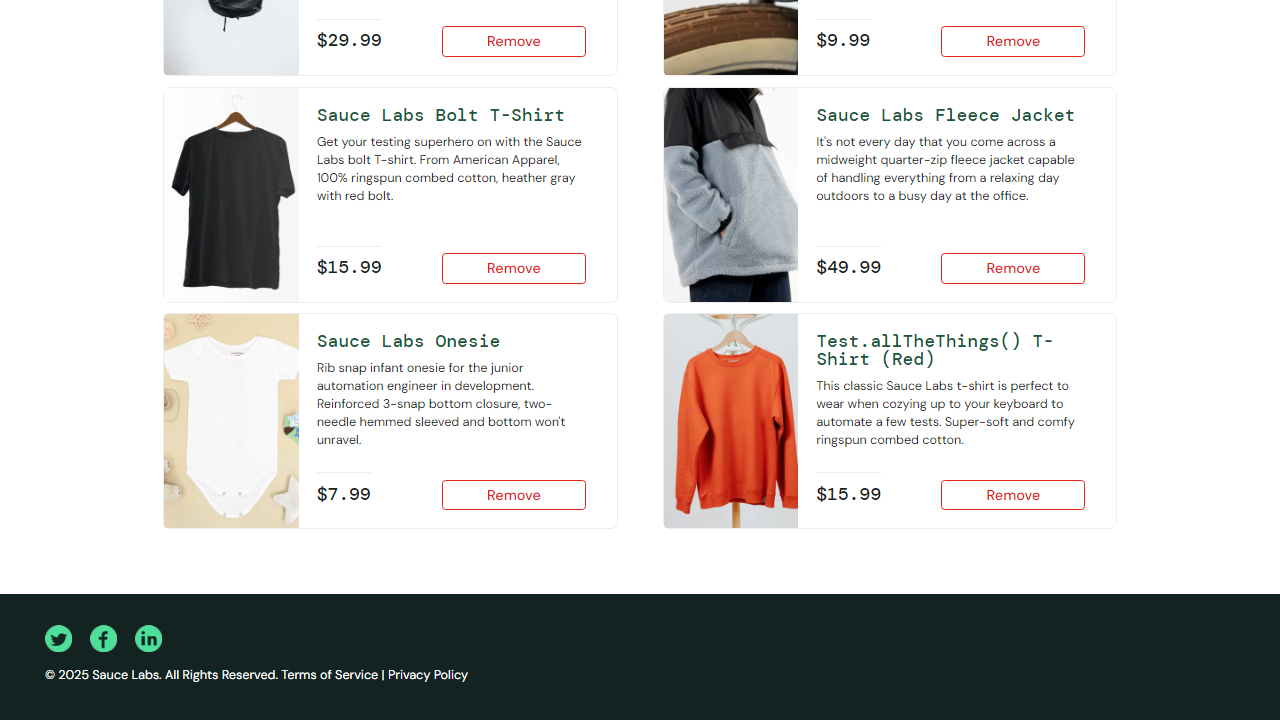 $29.99
Remove
$9.99
Remove
Sauce Labs Bolt T-Shirt
Get your testing superhero on with the Sauce
Labs bolt T-shirt. From American Apparel,
100% ringspun combed cotton, heather gray
with red bolt.
$15.99
Remove
Sauce Labs Fleece Jacket
It's not every day that you come across a
midweight quarter-zip fleece jacket capable
of handling everything from a relaxing day
outdoors to a busy day at the office.
$49.99
Remove
Sauce Labs Onesie
Rib snap infant onesie for the junior
automation engineer in development.
Reinforced 3-snap bottom closure, two-
needle hemmed sleeved and bottom won't
unravel.
$7.99
Remove
Test.allTheThings() T-
Shirt (Red)
This classic Sauce Labs t-shirt is perfect to
wear when cozying up to your keyboard to
automate a few tests. Super-soft and comfy
ringspun combed cotton.
$15.99
Remove
© 2025 Sauce Labs. All Rights Reserved. Terms of Service | Privacy Policy